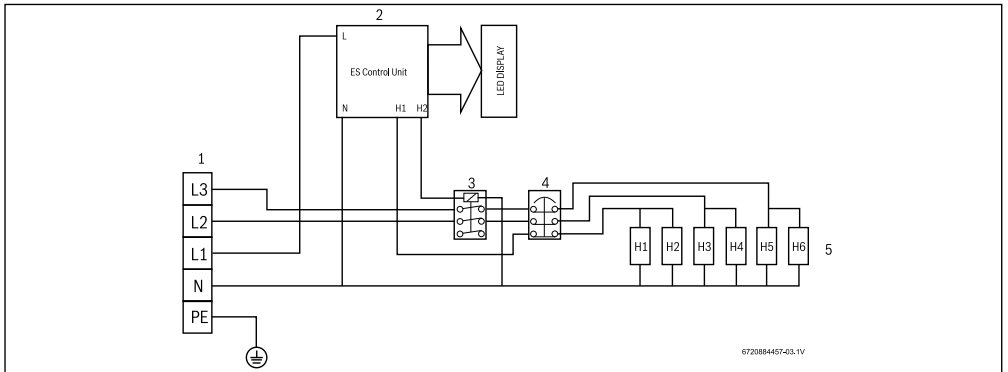 2
L
ES Control Unit
LED DISPLAY
N H1 H2
1
L3
3 4
L2
L1
H1 H2 H3 H4 H5 H6 5
N
PE
6720884457-03.1V